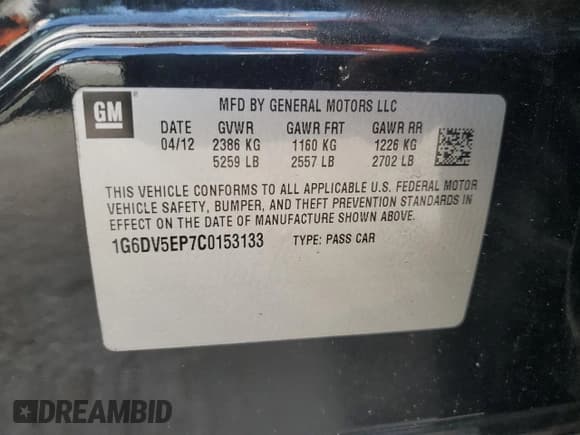 GM
MFD BY GENERAL MOTORS LLC
DATE GVWR GAWR FRT GAWR RR
04/12 2386 KG 1160 KG 1226 KG
5259 LB 2557 LB 2702 LB
THIS VEHICLE CONFORMS TO ALL APPLICABLE U.S. FEDERAL MOTOR
VEHICLE SAFETY, BUMPER, AND THEFT PREVENTION STANDARDS
IN EFFECT ON THE DATE OF MANUFACTURE SHOWN ABOVE.
1G6DV5EP7C0153133 TYPE: PASS CAR
DREAMBID